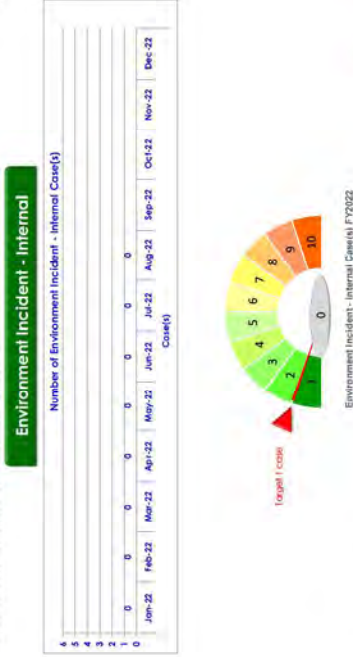 Environment Incident - Internal
Number of Environment Incident - Internal Case(s)
6
5
4
3
2
1
0
0 0 0 0 0 0 0 0
Jan-22 Feb-22 Mar-22 Apr-22 May-22 Jun-22 Jul-22 Aug-22 Sep-22 Oct-22 Nov-22 Dec-22
Case(s)
1 2 3 4 5 6 7 8 9 10
0
Target 1 case
Environment Incident - Internal Case(s) FY2022